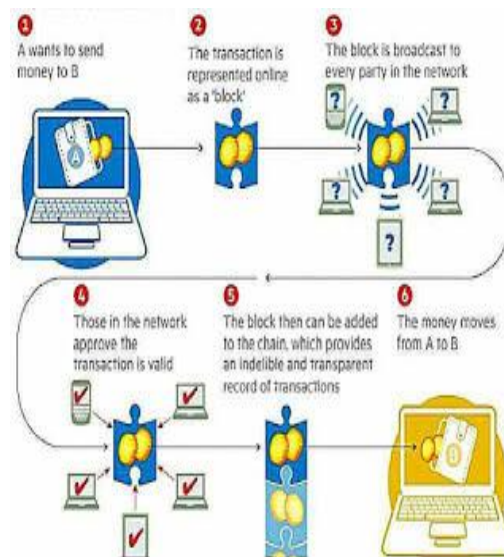 1
A wants to send
money to B
2
The transaction is
represented online
as a 'block'
3
The block is broadcast to
every party in the network
A
?
?
?
?
?
4
Those in the network
approve the
transaction is valid
5
The block then can be added
to the chain, which provides
an indelible and transparent
record of transactions
6
The money moves
from A to B
B